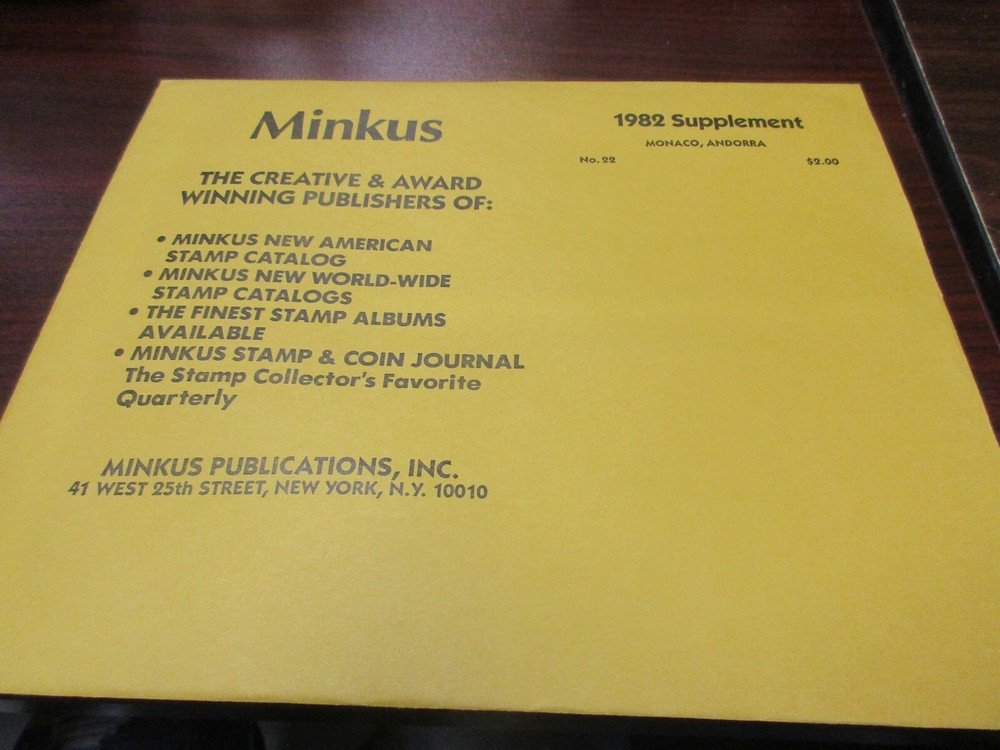 Minkus
THE CREATIVE & AWARD
WINNING PUBLISHERS OF:
• MINKUS NEW AMERICAN
STAMP CATALOG
• MINKUS NEW WORLD-WIDE
STAMP CATALOGS
• THE FINEST STAMP ALBUMS
AVAILABLE
• MINKUS STAMP & COIN JOURNAL
The Stamp Collector's Favorite
Quarterly
MINKUS PUBLICATIONS, INC.
41 WEST 25th STREET, NEW YORK, N.Y. 10010
1982 Supplement
MONACO, ANDORRA
No. 22 $2.00